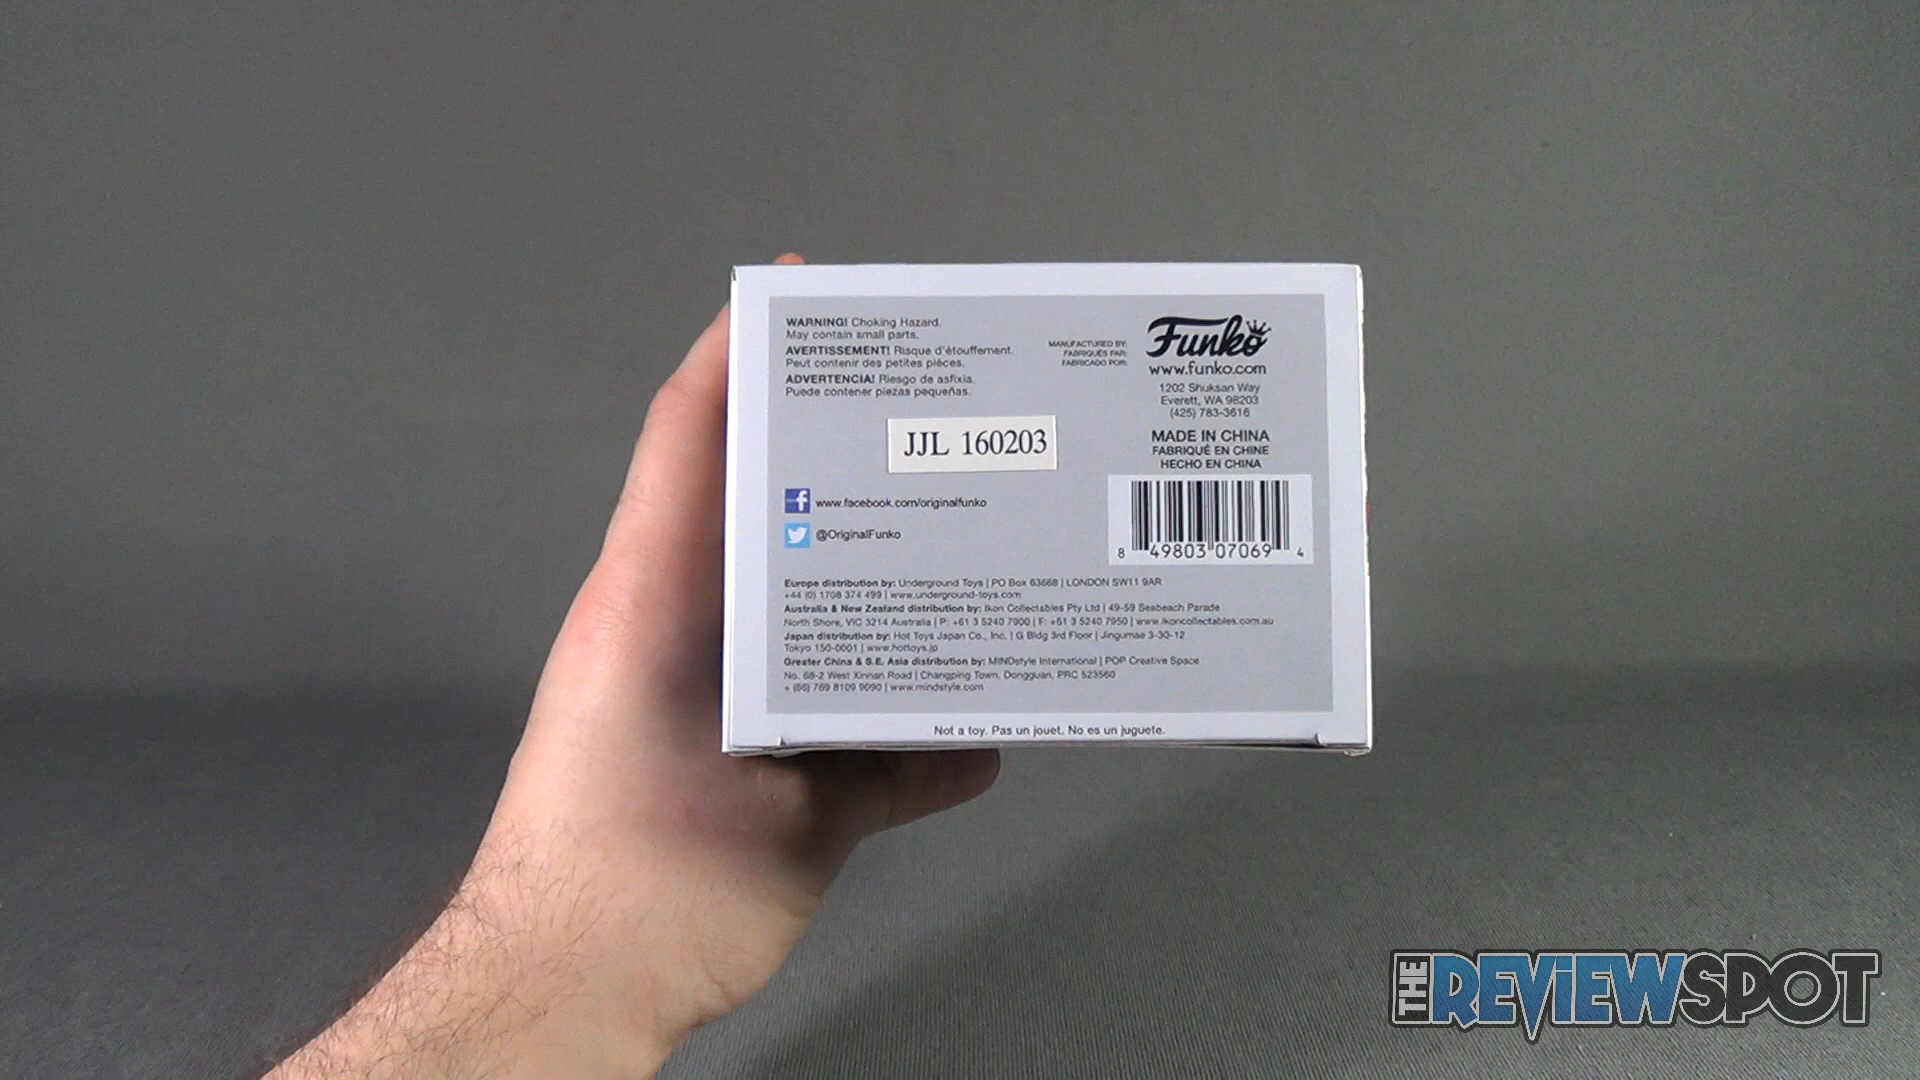 WARNING! Choking Hazard.
May contain small parts.
AVERTISSEMENT! Risque d'étouffement.
Peut contenir des petites pièces.
ADVERTENCIA! Riesgo de asfixia.
Puede contener piezas pequeñas.
MANUFACTURED BY:
FABRIQUÉS PAR:
FABRICADO POR:
Funko
www.funko.com
1202 Shuksan Way
Everett, WA 98203
(425) 783-3616
MADE IN CHINA
FABRIQUÉ EN CHINE
HECHO EN CHINA
JJL 160203
www.facebook.com/originalfunko
@OriginalFunko
8 49803 07069 4
Europe distribution by: Underground Toys | PO Box 63668 | LONDON SW11 9AR
+44 (0) 1708 374 499 | www.underground-toys.com
Australia & New Zealand distribution by: Ikon Collectables Pty Ltd | 49-59 Seabeach Parade
North Shore, VIC 3214 Australia | P: +61 3 5240 7900 | F: +61 3 5240 7950 | www.ikoncollectables.com.au
Japan distribution by: Hot Toys Japan Co., Inc. | G Bldg 3rd Floor | Jingumae 3-30-12
Tokyo 150-0001 | www.hottoys.jp
Greater China & S.E. Asia distribution by: MINDstyle International | POP Creative Space
No. 68-2 West Xinnan Road | Changping Town, Dongguan, PRC 523560
+ (86) 769 8109 9090 | www.mindstyle.com
Not a toy. Pas un jouet. No es un juguete.
THE REVIEWSPOT